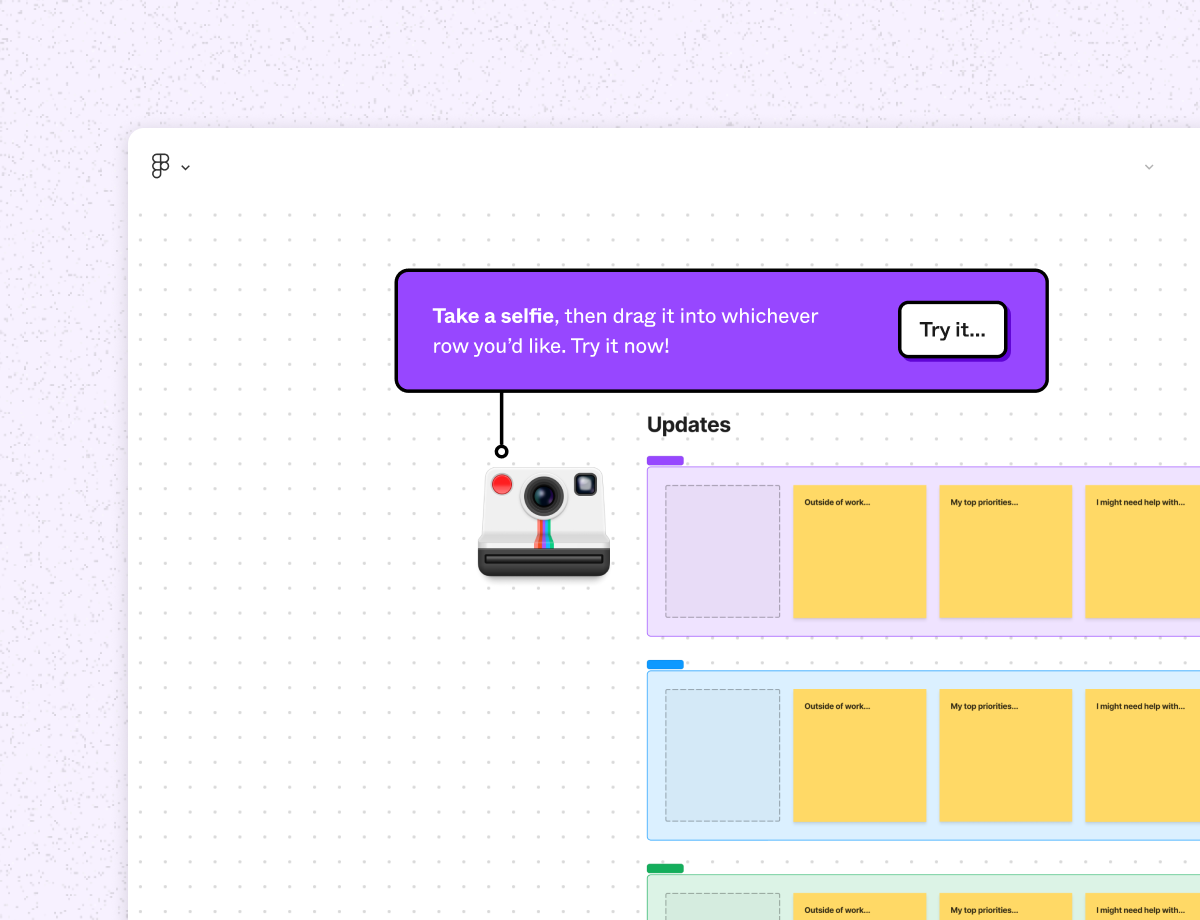 Take a selfie, then drag it into whichever
row you’d like. Try it now!
Try it...
Updates
Outside of work...
My top priorities...
I might need help with...
Outside of work...
My top priorities...
I might need help with...
Outside of work...
My top priorities...
I might need help with...